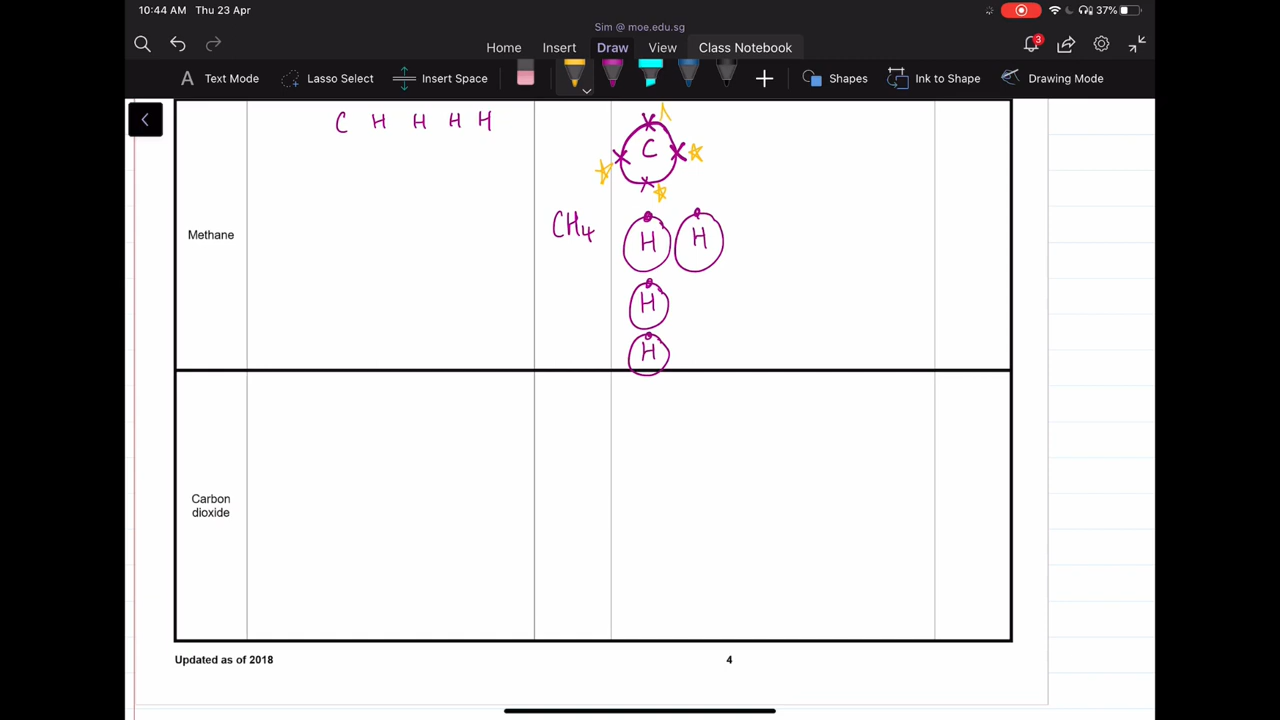 10:44 AM Thu 23 Apr
37%
Sim @ moe.edu.sg
Home Insert Draw View Class Notebook
3
A Text Mode Lasso Select Insert Space Shapes Ink to Shape Drawing Mode
C H H H H
C
Methane
CH₄
H H
H
H
Carbon
dioxide
Updated as of 2018
4